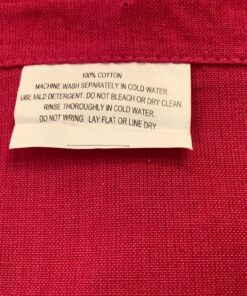 100% COTTON
MACHINE WASH SEPARATELY IN COLD WATER,
USE MILD DETERGENT. DO NOT BLEACH OR DRY CLEAN.
RINSE THOROUGHLY IN COLD WATER,
DO NOT WRING. LAY FLAT OR LINE DRY